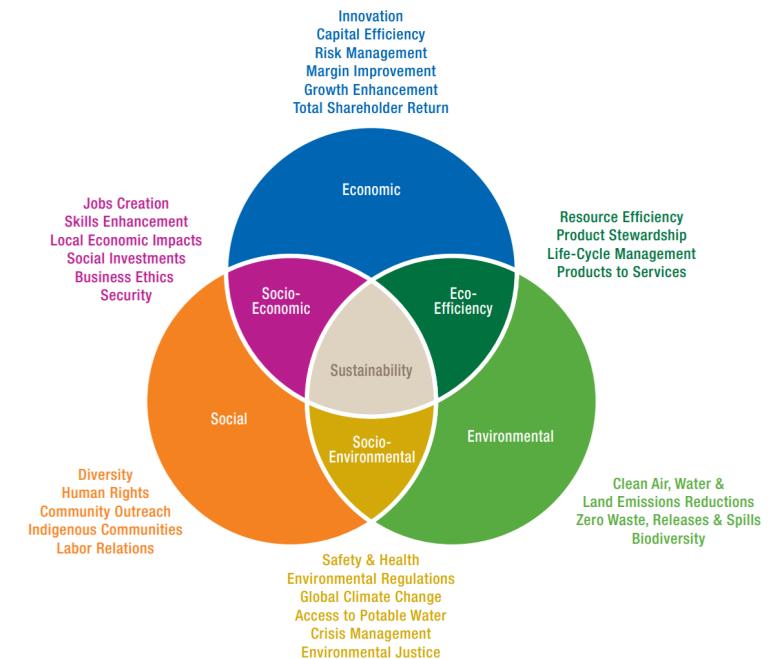 Innovation
Capital Efficiency
Risk Management
Margin Improvement
Growth Enhancement
Total Shareholder Return
Economic
Jobs Creation
Skills Enhancement
Local Economic Impacts
Social Investments
Business Ethics
Security
Resource Efficiency
Product Stewardship
Life-Cycle Management
Products to Services
Socio-
Economic
Eco-
Efficiency
Sustainability
Social
Socio-
Environmental
Environmental
Diversity
Human Rights
Community Outreach
Indigenous Communities
Labor Relations
Clean Air, Water &
Land Emissions Reductions
Zero Waste, Releases & Spills
Biodiversity
Safety & Health
Environmental Regulations
Global Climate Change
Access to Potable Water
Crisis Management
Environmental Justice